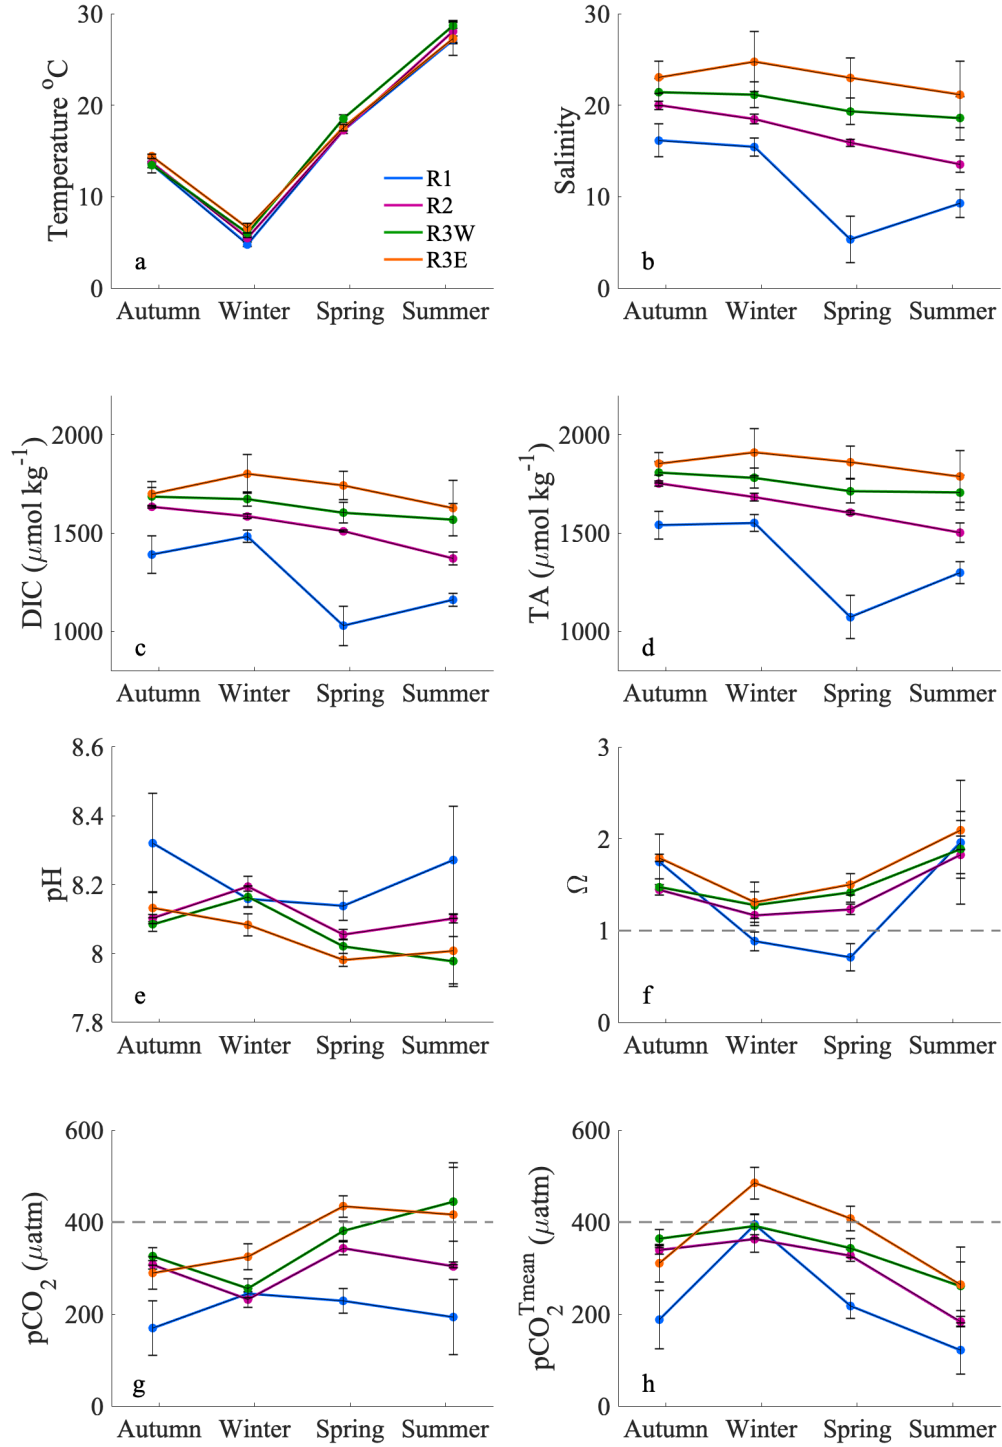 30
20
10
0
Temperature °C
R1
R2
R3W
R3E
a
Autumn Winter Spring Summer
30
20
10
0
Salinity
b
Autumn Winter Spring Summer
2000
1500
1000
DIC (μmol kg⁻¹)
c
Autumn Winter Spring Summer
2000
1500
1000
TA (μmol kg⁻¹)
d
Autumn Winter Spring Summer
8.6
8.4
8.2
8
7.8
pH
e
Autumn Winter Spring Summer
3
2
1
0
Ω
f
Autumn Winter Spring Summer
600
400
200
0
pCO₂ (μatm)
g
Autumn Winter Spring Summer
600
400
200
0
pCO₂ᵀᵐᵉᵃⁿ (μatm)
h
Autumn Winter Spring Summer